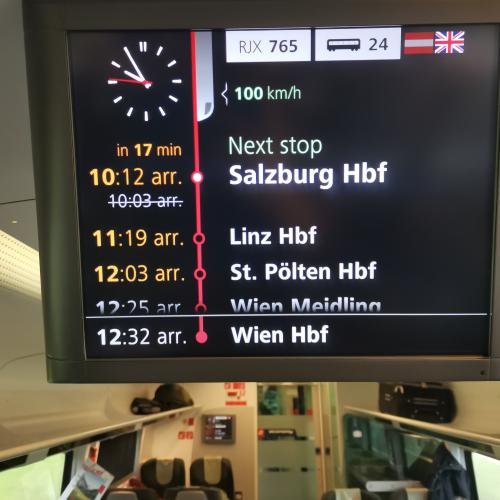 RJX 765 24
100 km/h
in 17 min Next stop
10:12 arr. Salzburg Hbf
10:03 arr.
11:19 arr. Linz Hbf
12:03 arr. St. Pölten Hbf
12:25 arr. Wien Meidling
12:32 arr. Wien Hbf